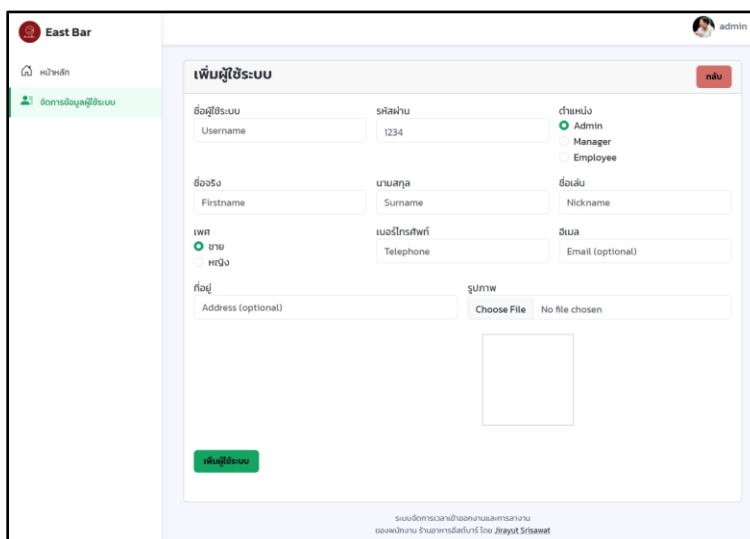 East Bar
admin
หน้าหลัก
จัดการข้อมูลผู้ใช้ระบบ
เพิ่มผู้ใช้ระบบ
กลับ
ชื่อผู้ใช้ระบบ
รหัสผ่าน
ตำแหน่ง
Username
1234
Admin
Manager
Employee
ชื่อจริง
นามสกุล
ชื่อเล่น
Firstname
Surname
Nickname
เพศ
เบอร์โทรศัพท์
อีเมล
ชาย
หญิง
Telephone
Email (optional)
ที่อยู่
รูปภาพ
Address (optional)
Choose File No file chosen
เพิ่มผู้ใช้ระบบ
ระบบจัดการเวลาเข้าออกงานและการลางาน
ของพนักงาน ร้านอาหารอีสต์บาร์ โดย Jirayut Srisawat